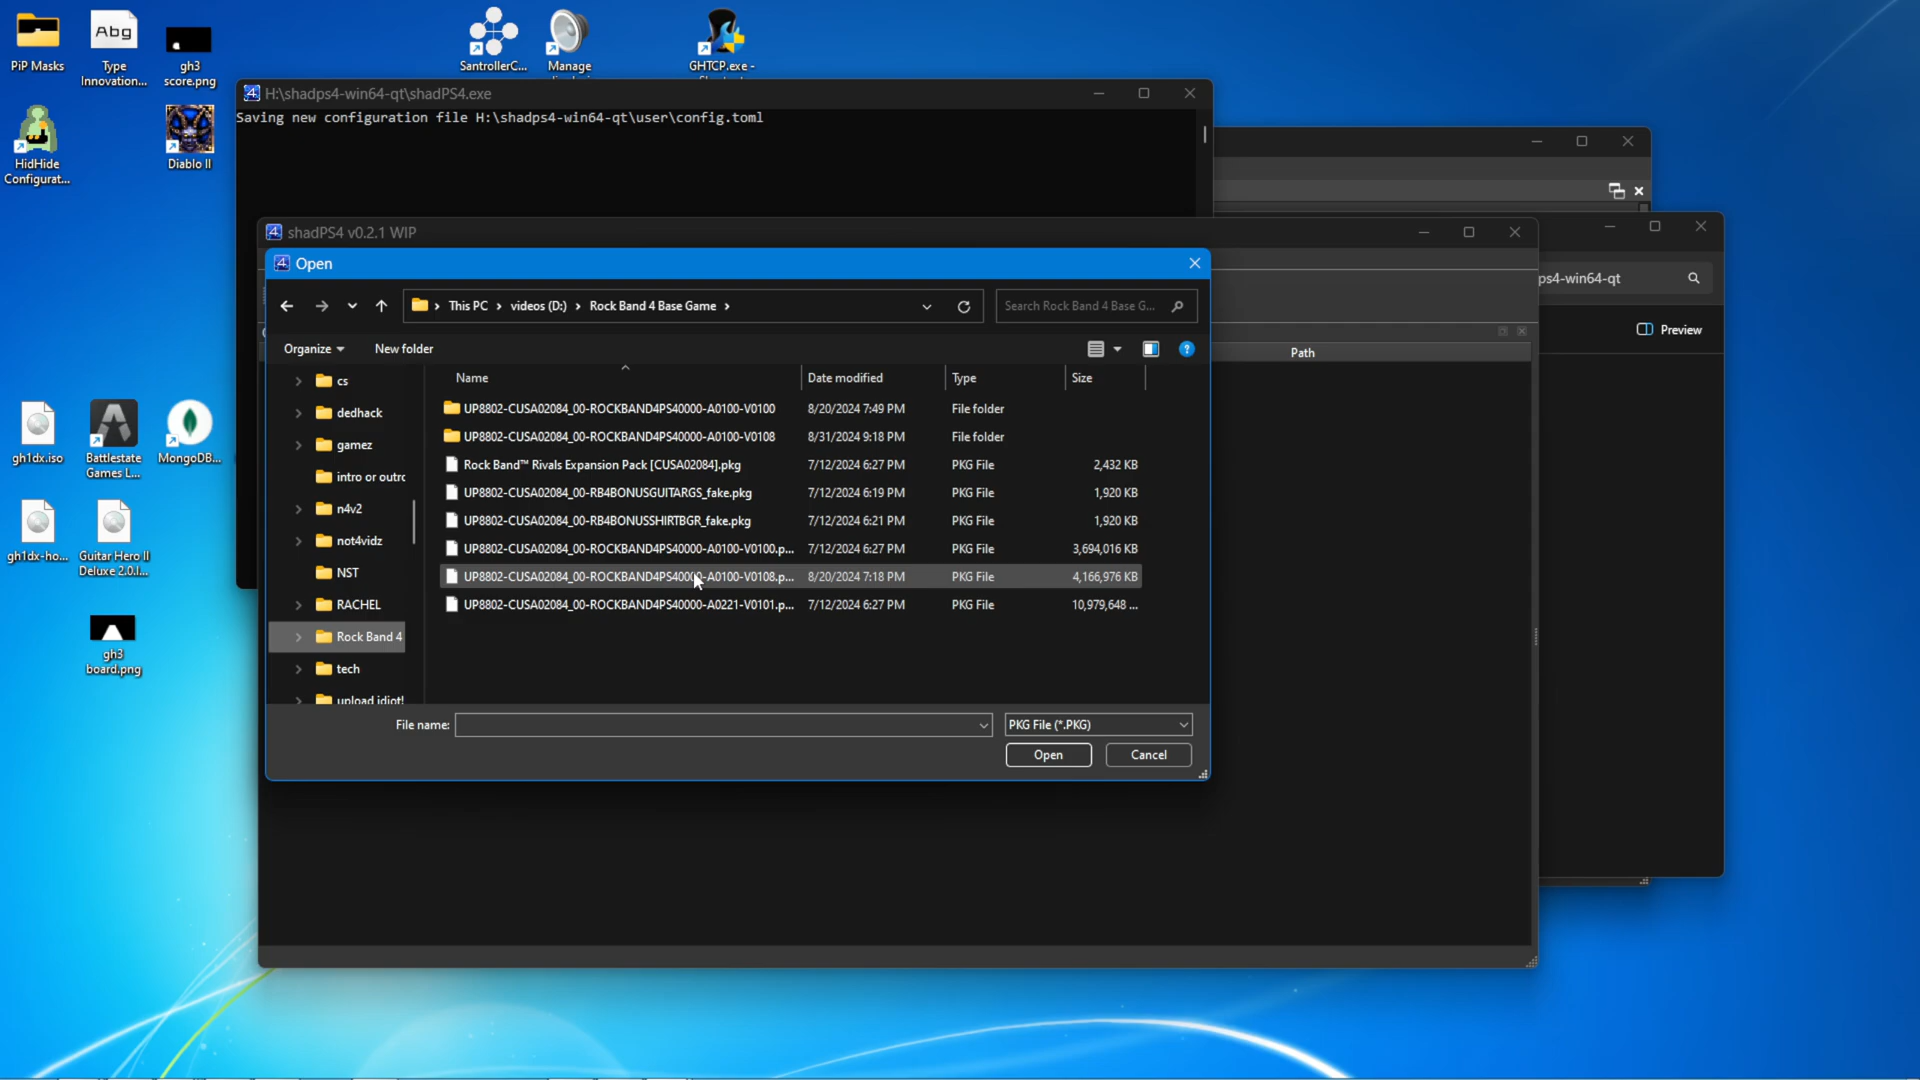 PiP Masks
Abg
Type
Innovation...
gh3
score.png
SantrollerC...
Manage
GHTCP.exe -
HidHide
Configurat...
Diablo II
gh1dx.iso
Battlestate
Games L...
MongoDB...
gh1dx-ho...
Guitar Hero II
Deluxe 2.0.l...
gh3
board.png
H:\shadps4-win64-qt\shadPS4.exe
Saving new configuration file H:\shadps4-win64-qt\user\config.toml
ps4-win64-qt
Preview
shadPS4 v0.2.1 WIP
Path
Open
This PC › videos (D:) › Rock Band 4 Base Game ›
Search Rock Band 4 Base G...
Organize
New folder
cs
dedhack
gamez
intro or outrc
n4v2
not4vidz
NST
RACHEL
Rock Band 4
tech
upload idiot!
Name Date modified Type Size
UP8802-CUSA02084_00-ROCKBAND4PS40000-A0100-V0100 8/20/2024 7:49 PM File folder
UP8802-CUSA02084_00-ROCKBAND4PS40000-A0100-V0108 8/31/2024 9:18 PM File folder
Rock Band™ Rivals Expansion Pack [CUSA02084].pkg 7/12/2024 6:27 PM PKG File 2,432 KB
UP8802-CUSA02084_00-RB4BONUSGUITARGS_fake.pkg 7/12/2024 6:19 PM PKG File 1,920 KB
UP8802-CUSA02084_00-RB4BONUSSHIRTBGR_fake.pkg 7/12/2024 6:21 PM PKG File 1,920 KB
UP8802-CUSA02084_00-ROCKBAND4PS40000-A0100-V0100.p... 7/12/2024 6:27 PM PKG File 3,694,016 KB
UP8802-CUSA02084_00-ROCKBAND4PS40000-A0100-V0108.p... 8/20/2024 7:18 PM PKG File 4,166,976 KB
UP8802-CUSA02084_00-ROCKBAND4PS40000-A0221-V0101.p... 7/12/2024 6:27 PM PKG File 10,979,648 ...
File name:
PKG File (*.PKG)
Open
Cancel